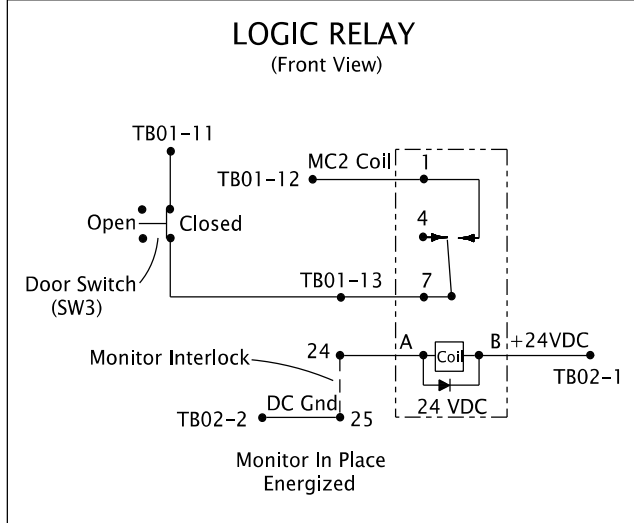 LOGIC RELAY
(Front View)
TB01-11
MC2 Coil
1
TB01-12
4
Open
Closed
Door Switch
(SW3)
TB01-13
7
Monitor Interlock
24
A
Coil
B
+24VDC
TB02-1
24 VDC
DC Gnd
TB02-2
25
Monitor In Place
Energized